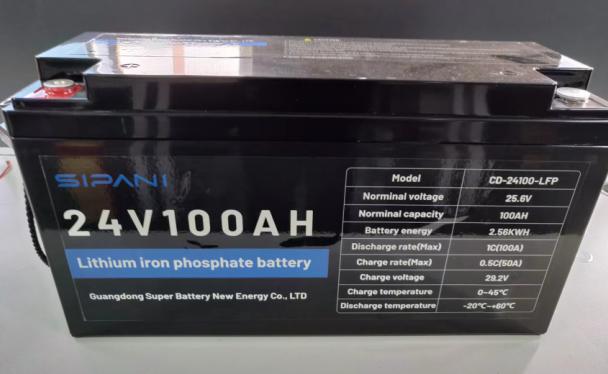 SIPANI
24V100AH
Lithium iron phosphate battery
Guangdong Super Battery New Energy Co., LTD
Model CD-24100-LFP
Norminal voltage 25.6V
Norminal capacity 100AH
Battery energy 2.56KWH
Discharge rate(Max) 1C(100A)
Charge rate(Max) 0.5C(50A)
Charge voltage 29.2V
Charge temperature 0~45℃
Discharge temperature -20℃~+60℃